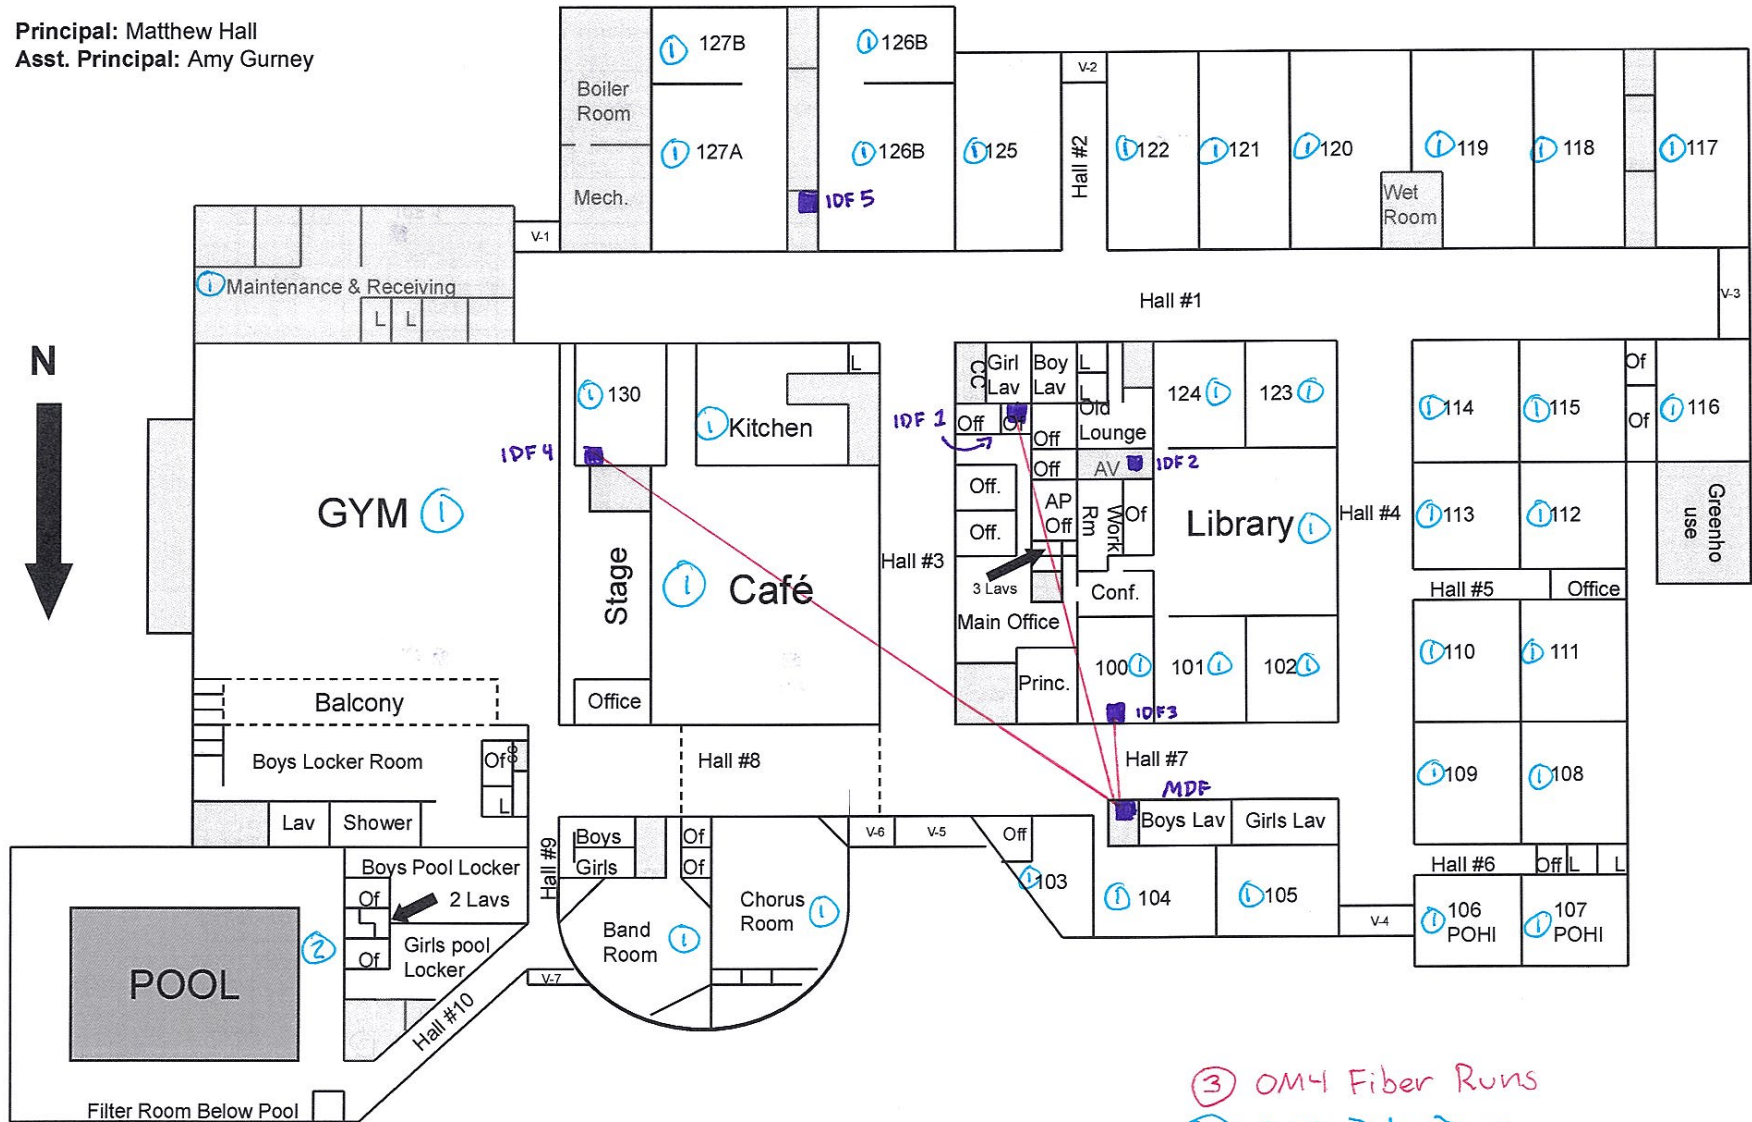 Principal: Matthew Hall
Asst. Principal: Amy Gurney
127B
126B
V-2
Boiler
Room
127A
126B
125
Hall #2
122
121
120
119
118
117
Mech.
IDF 5
Wet
Room
V-1
Maintenance & Receiving
L
L
Hall #1
V-3
N
130
L
Kitchen
IDF 4
GYM
Stage
Café
Office
Balcony
Hall #3
CC
Girl
Lav
Boy
Lav
L
L
Old
Lounge
IDF 1
Off
Of
Off
Off
AV
IDF 2
Off.
Off.
AP
Off
Work
Rm
Of
3 Lavs
Conf.
Main Office
Princ.
124
123
Library
100
101
102
IDF3
Hall #4
114
115
Of
Of
116
113
112
Greenho
use
Hall #5
Office
110
111
109
108
Hall #6
Off
L
L
106
POHI
107
POHI
Boys Locker Room
Of
L
Lav
Shower
Hall #8
Hall #7
MDF
Boys Lav
Girls Lav
V-6
V-5
Off
103
104
105
V-4
Hall #9
Boys
Girls
Of
Of
Band
Room
Chorus
Room
V-7
Boys Pool Locker
Of
2 Lavs
Of
Girls pool
Locker
POOL
Hall #10
Filter Room Below Pool
3 OM4 Fiber Runs